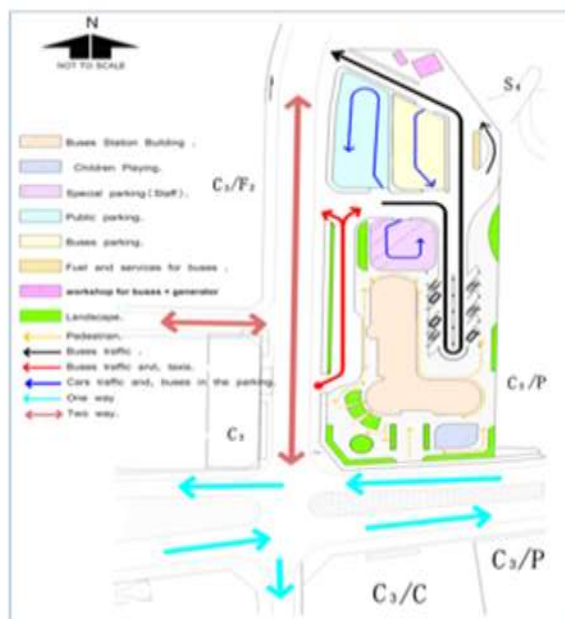 N
NOT TO SCALE
Buses Station Building .
Children Playing.
Special parking(Staff).
Public parking.
Buses parking.
Fuel and services for buses .
workshop for buses + generator
Landscape.
Pedestrian.
Buses traffic .
Buses traffic and, taxis.
Cars traffic and, buses in the parking.
One way
Two way.
C₃/F₂
S₄
C₃/P
C₃
C₃/P
C₃/C